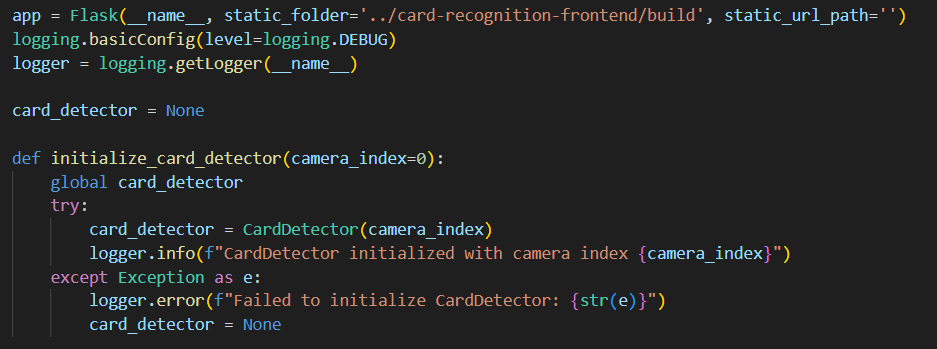 app = Flask(__name__, static_folder='../card-recognition-frontend/build', static_url_path='')
logging.basicConfig(level=logging.DEBUG)
logger = logging.getLogger(__name__)

card_detector = None

def initialize_card_detector(camera_index=0):
    global card_detector
    try:
        card_detector = CardDetector(camera_index)
        logger.info(f"CardDetector initialized with camera index {camera_index}")
    except Exception as e:
        logger.error(f"Failed to initialize CardDetector: {str(e)}")
        card_detector = None